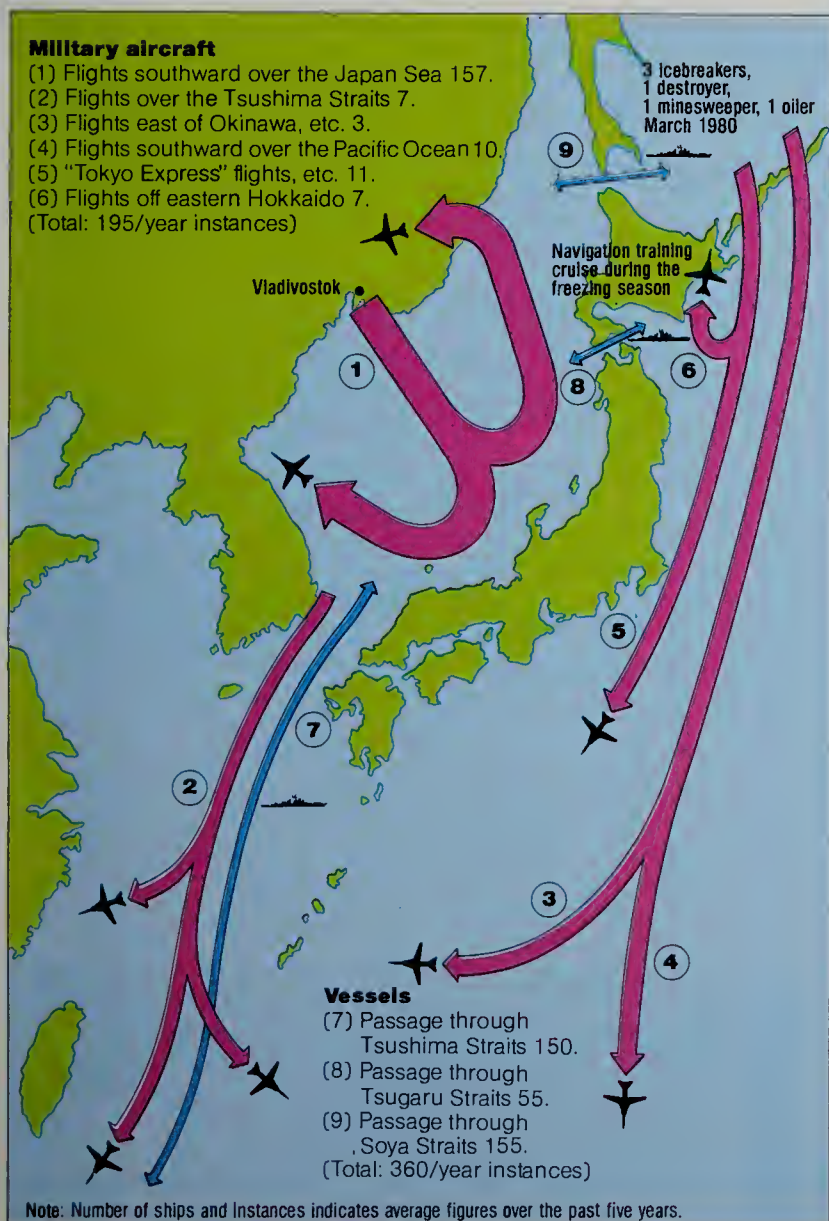 Military aircraft
(1) Flights southward over the Japan Sea 157.
(2) Flights over the Tsushima Straits 7.
(3) Flights east of Okinawa, etc. 3.
(4) Flights southward over the Pacific Ocean 10.
(5) "Tokyo Express" flights, etc. 11.
(6) Flights off eastern Hokkaido 7.
(Total: 195/year instances)
3 Icebreakers,
1 destroyer,
1 minesweeper, 1 oiler
March 1980
9
Navigation training
cruise during the
freezing season
Vladivostok
1
8
6
5
7
2
3
4
Vessels
(7) Passage through
Tsushima Straits 150.
(8) Passage through
Tsugaru Straits 55.
(9) Passage through
Soya Straits 155.
(Total: 360/year instances)
Note: Number of ships and Instances indicates average figures over the past five years.